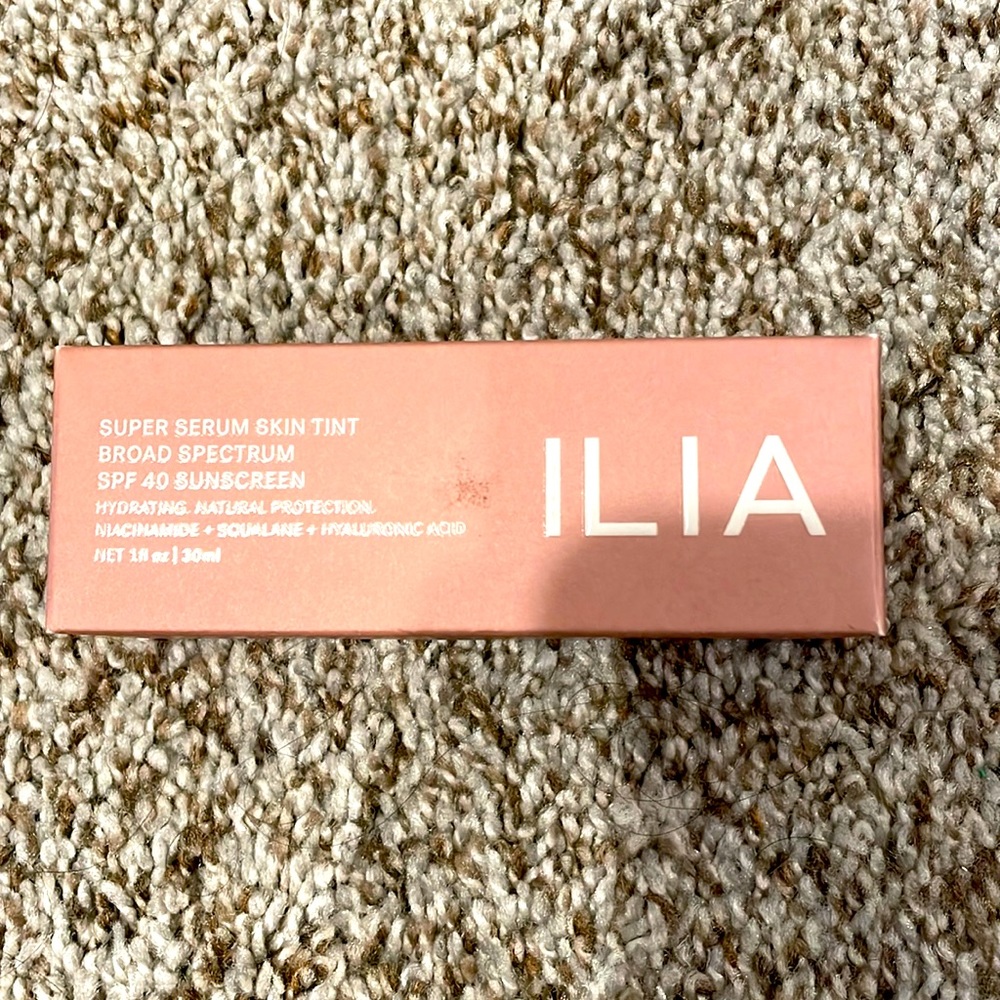 SUPER SERUM SKIN TINT
BROAD SPECTRUM
SPF 40 SUNSCREEN
HYDRATING. NATURAL PROTECTION.
NIACINAMIDE + SQUALANE + HYALURONIC ACID
NET 1fl oz | 30ml
ILIA